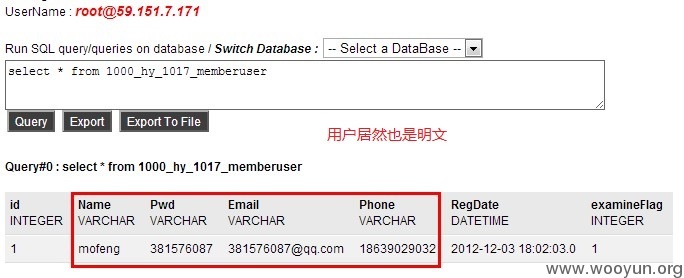 UserName : root@59.151.7.171
Run SQL query/queries on database / Switch Database : -- Select a DataBase --
select * from 1000_hy_1017_memberuser
Query Export Export To File
用户居然也是明文
Query#0 : select * from 1000_hy_1017_memberuser
id Name Pwd Email Phone RegDate examineFlag
INTEGER VARCHAR VARCHAR VARCHAR VARCHAR DATETIME INTEGER
1 mofeng 381576087 381576087@qq.com 18639029032 2012-12-03 18:02:03.0 1
www.wooyun.org